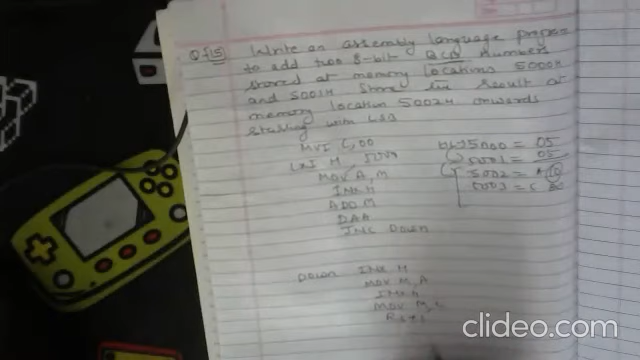 Q 15 Write an assembly language program
to add two 8-bit BCD numbers
stored at memory locations 5000H
and 5001H Store the result at
memory location 5002H onwards
starting with LSB
MVI C,00
LXI H, 5000
MOV A, M
INX H
ADD M
DAA
JNC Down
Down INX H
MOV M, A
INX H
MOV M, C
RST 1
5000 = 05
5001 = 05
5002 =
5003 =
clideo.com